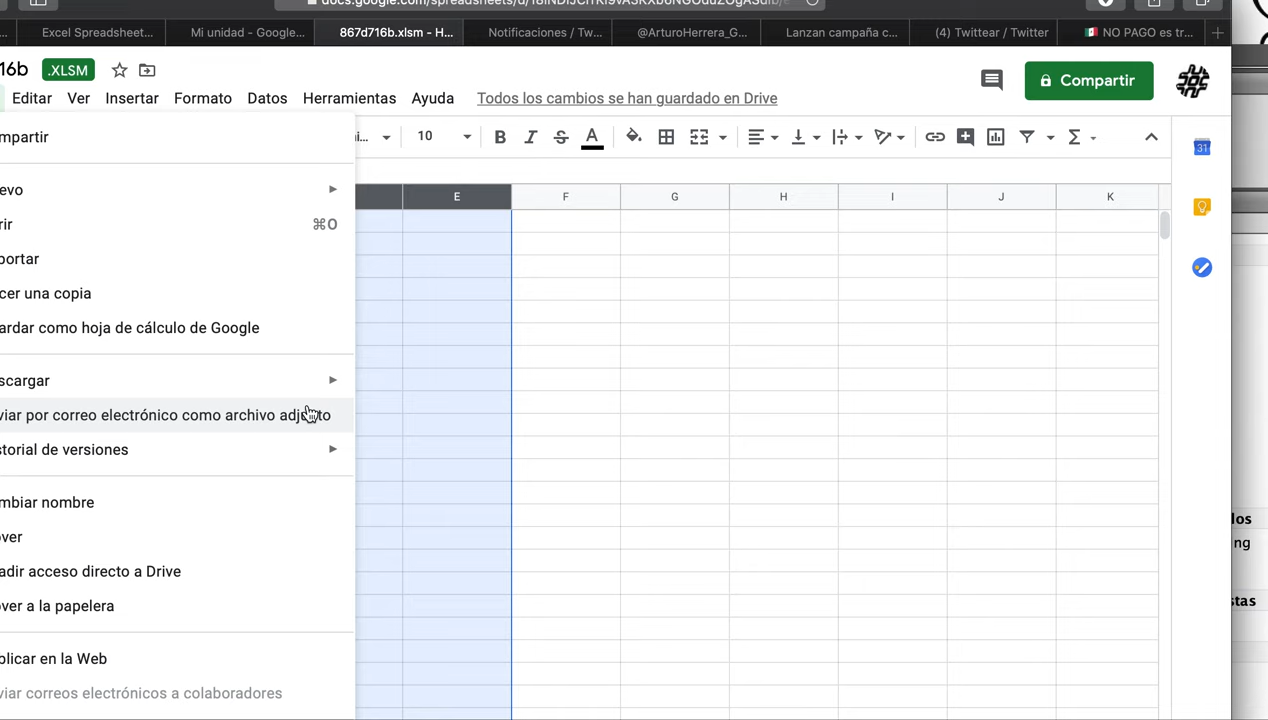 Excel Spreadsheet... Mi unidad - Google... 867d716b.xlsm - H... Notificaciones / Tw... @ArturoHerrera_G... Lanzan campaña c... (4) Twittear / Twitter NO PAGO es tr...
16b .XLSM
Compartir
Editar Ver Insertar Formato Datos Herramientas Ayuda Todos los cambios se han guardado en Drive
mpartir
10 B I S A Σ
evo
E F G H I J K
31
rir ⌘O
portar
cer una copia
ardar como hoja de cálculo de Google
scargar
viar por correo electrónico como archivo adjunto
storial de versiones
mbiar nombre
los
over
ng
adir acceso directo a Drive
over a la papelera
stas
blicar en la Web
viar correos electrónicos a colaboradores